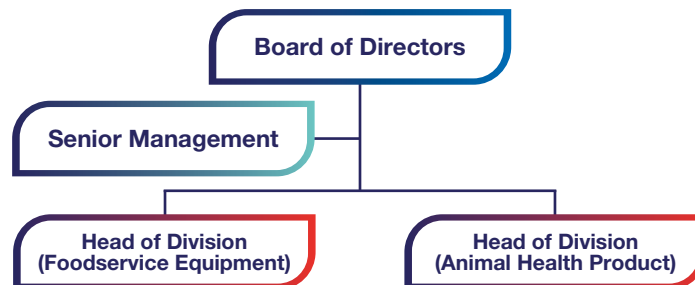 Board of Directors
Senior Management
Head of Division
(Foodservice Equipment)
Head of Division
(Animal Health Product)